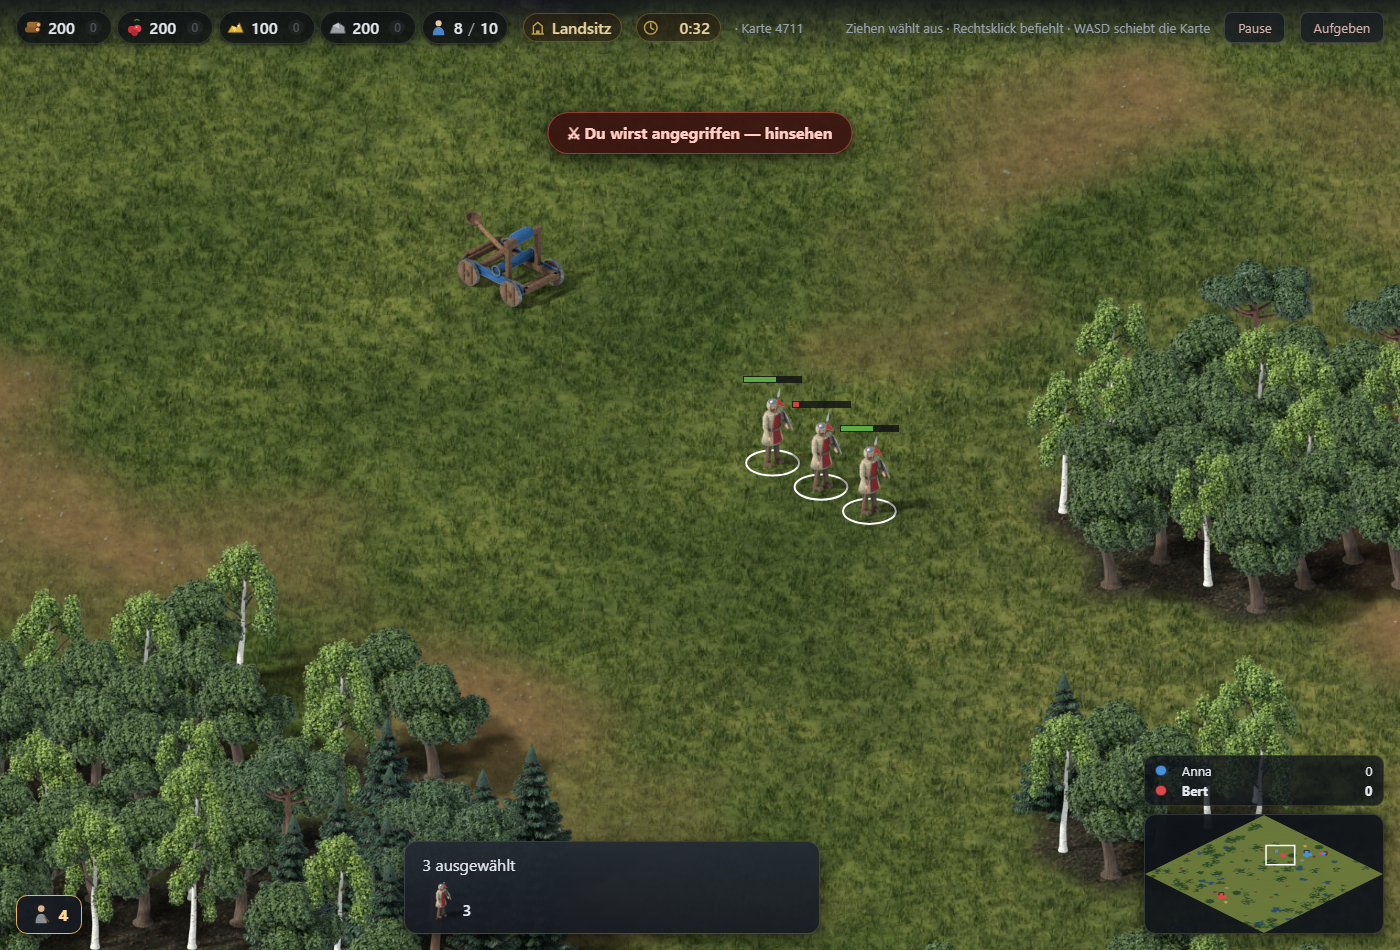 200 0 200 0 100 0 200 0 8 / 10 Landsitz 0:32 · Karte 4711 Ziehen wählt aus · Rechtsklick befiehlt · WASD schiebt die Karte Pause Aufgeben
Du wirst angegriffen — hinsehen
Anna 0
Bert 0
3 ausgewählt
3
4